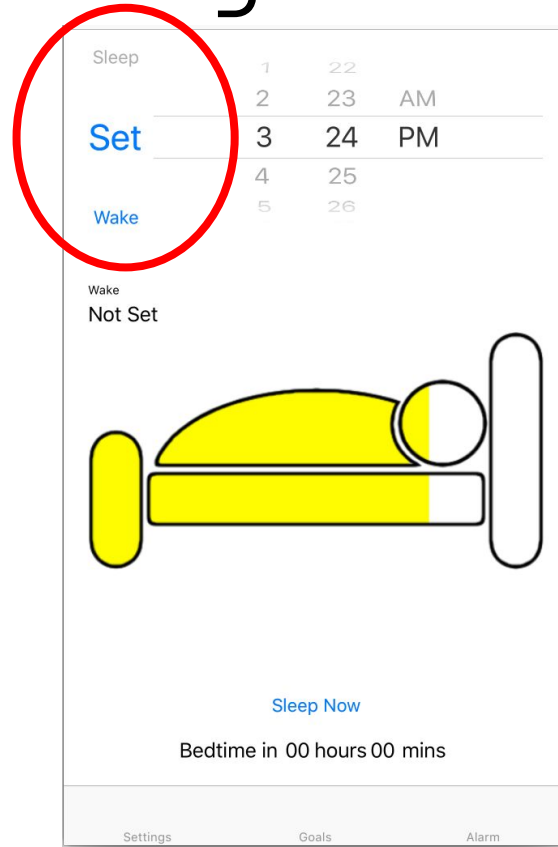 Sleep
1 22
2 23 AM
Set 3 24 PM
4 25
Wake 5 26
Wake
Not Set
Sleep Now
Bedtime in 00 hours 00 mins
Settings Goals Alarm